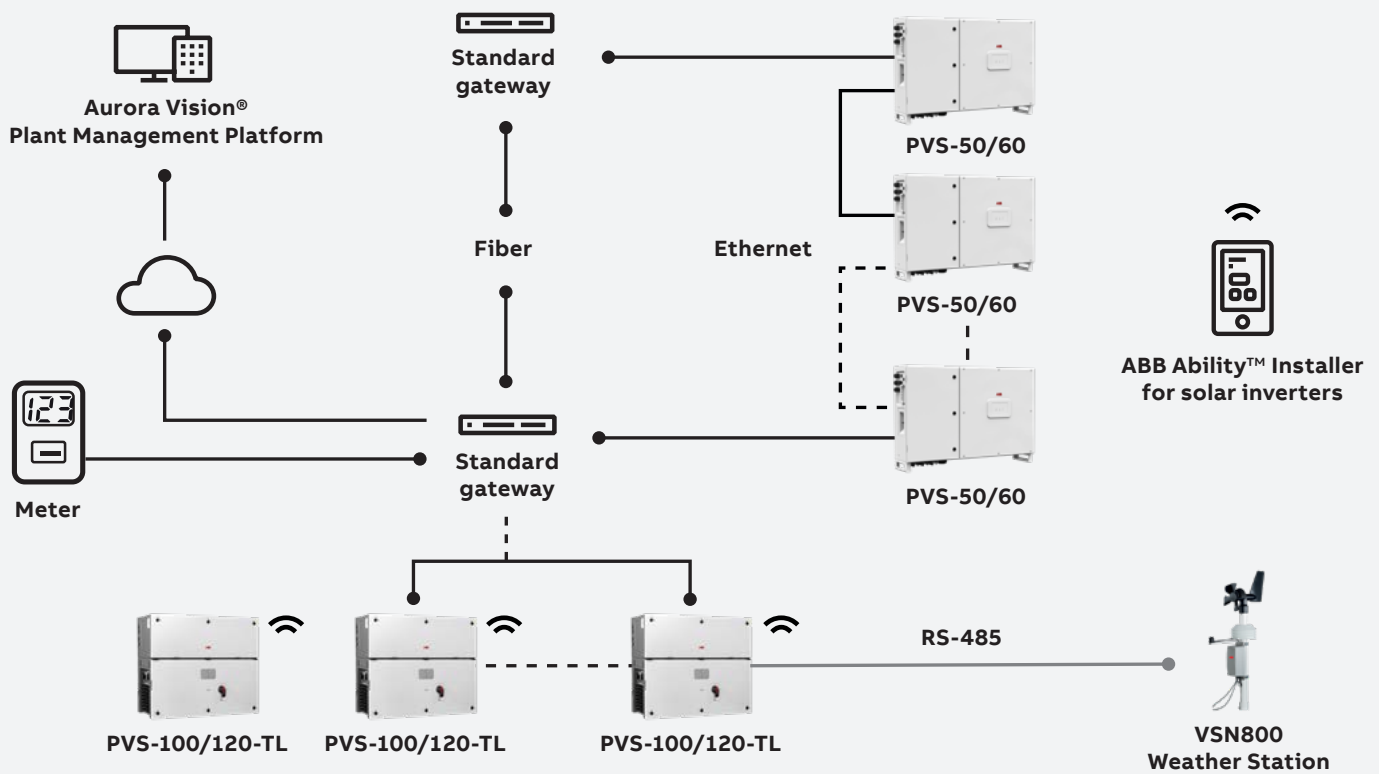 Standard
gateway
Aurora Vision®
Plant Management Platform
PVS-50/60
Fiber
Ethernet
PVS-50/60
ABB Ability™ Installer
for solar inverters
123
Standard
gateway
PVS-50/60
Meter
RS-485
PVS-100/120-TL
PVS-100/120-TL
PVS-100/120-TL
VSN800
Weather Station